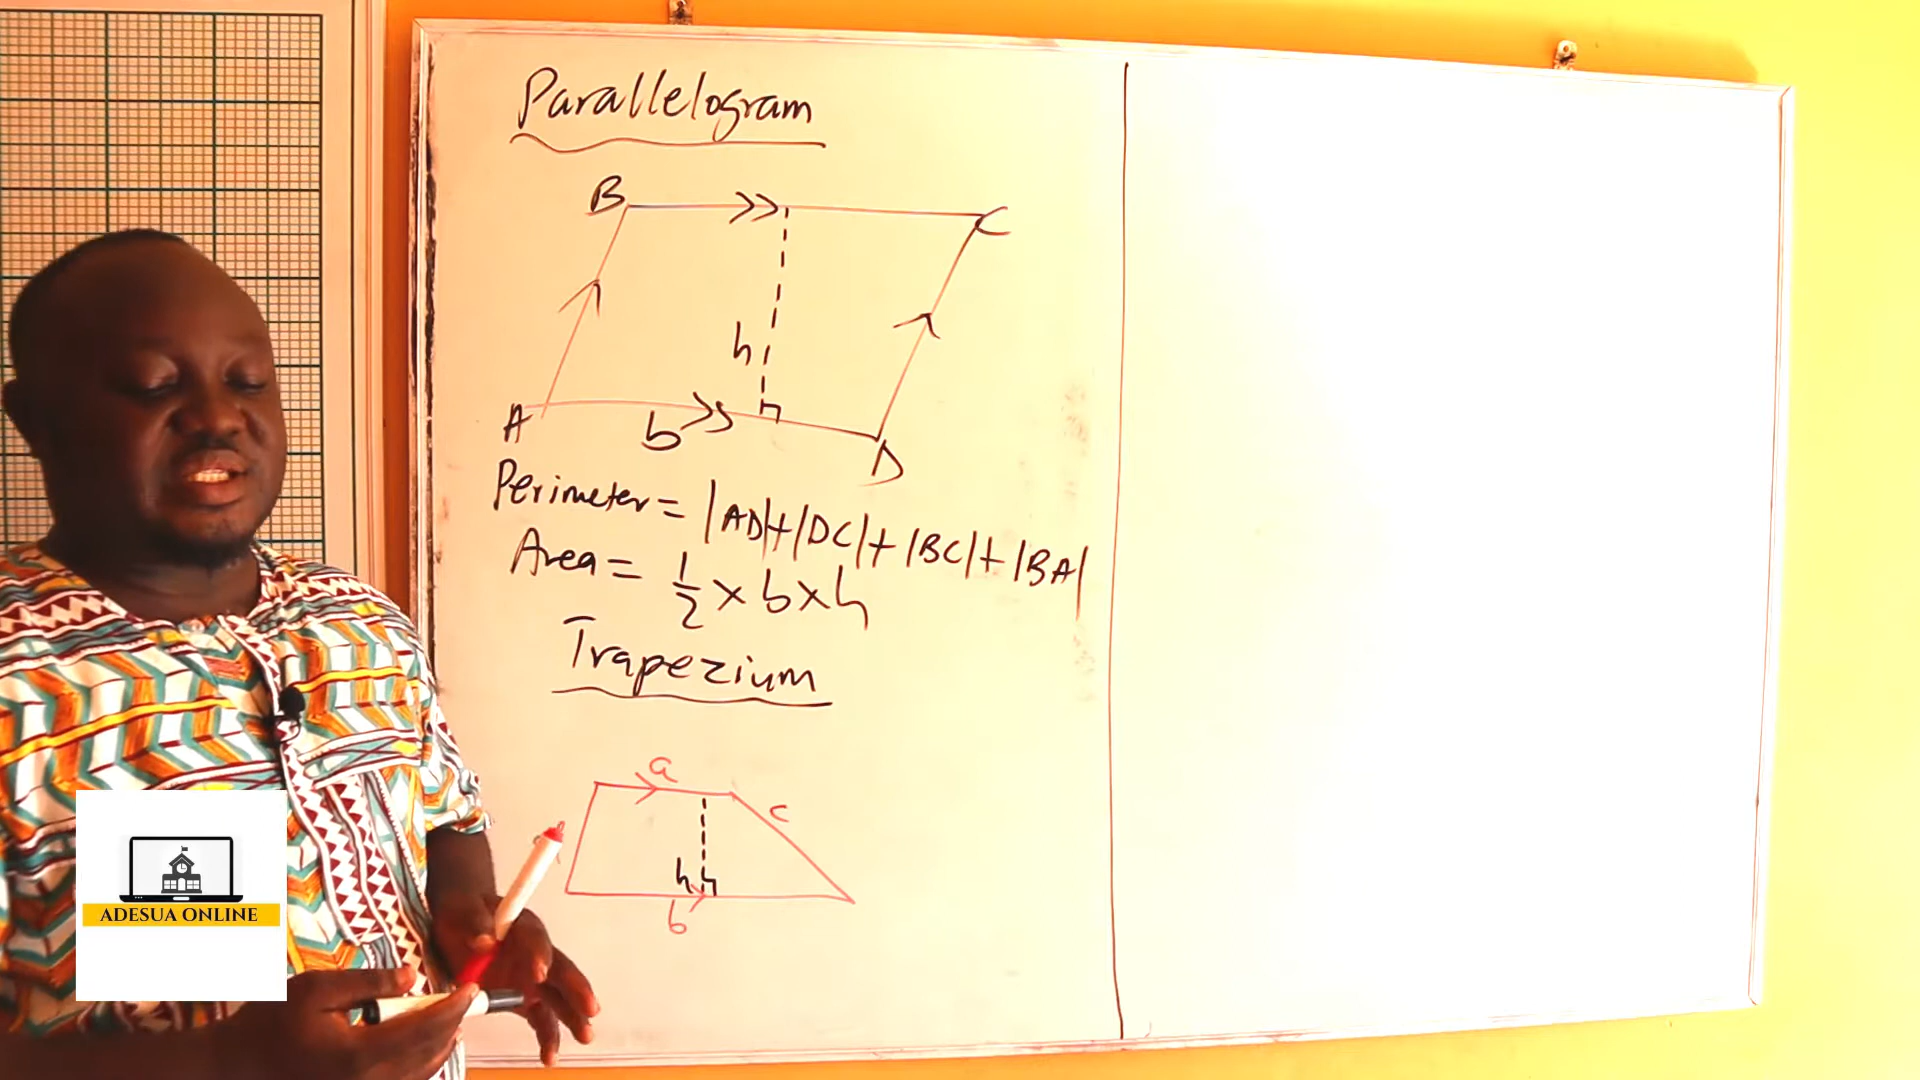 Parallelogram
B
C
h
A
b
D
Perimeter = |AD|+|DC|+|BC|+|BA|
Area = 1/2 × b × h
Trapezium
a
c
h
b
ADESUA ONLINE